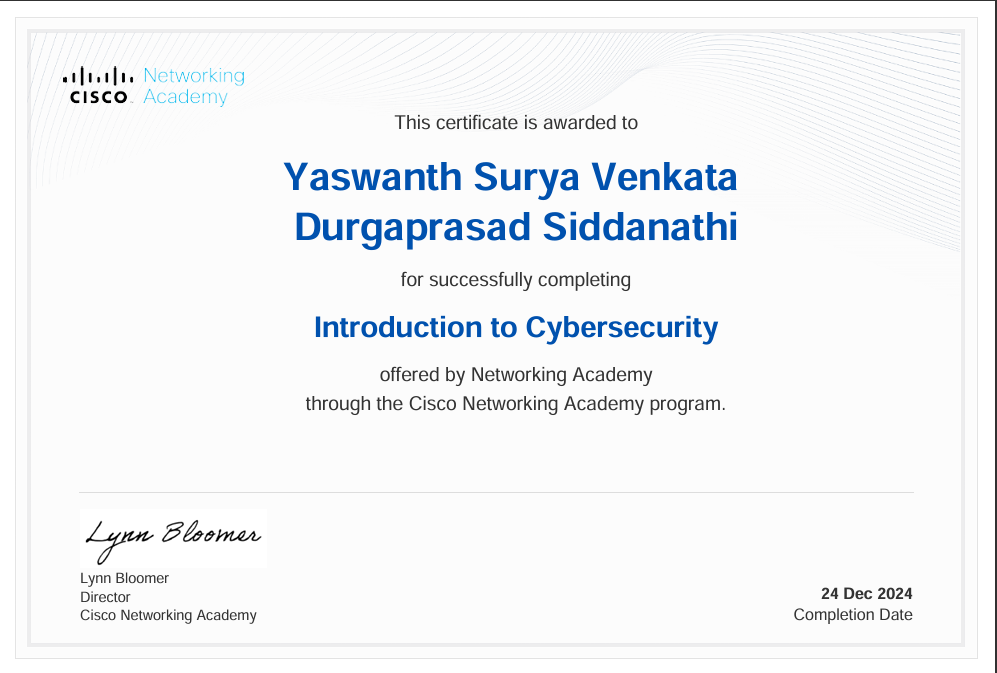 Networking
CISCO Academy
This certificate is awarded to
Yaswanth Surya Venkata
Durgaprasad Siddanathi
for successfully completing
Introduction to Cybersecurity
offered by Networking Academy
through the Cisco Networking Academy program.
Lynn Bloomer
Lynn Bloomer
Director
Cisco Networking Academy
24 Dec 2024
Completion Date